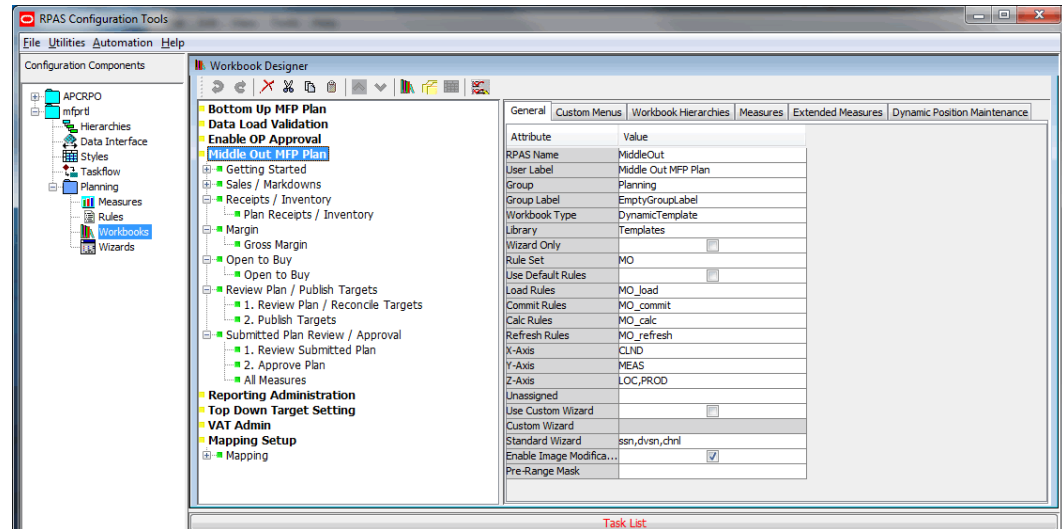 RPAS Configuration Tools
File Utilities Automation Help
Configuration Components
APCRPO
mfprtl
Hierarchies
Data Interface
Styles
Taskflow
Planning
Measures
Rules
Workbooks
Wizards
Workbook Designer
Bottom Up MFP Plan
Data Load Validation
Enable OP Approval
Middle Out MFP Plan
Getting Started
Sales / Markdowns
Receipts / Inventory
Plan Receipts / Inventory
Margin
Gross Margin
Open to Buy
Open to Buy
Review Plan / Publish Targets
1. Review Plan / Reconcile Targets
2. Publish Targets
Submitted Plan Review / Approval
1. Review Submitted Plan
2. Approve Plan
All Measures
Reporting Administration
Top Down Target Setting
VAT Admin
Mapping Setup
Mapping
General Custom Menus Workbook Hierarchies Measures Extended Measures Dynamic Position Maintenance
Attribute Value
RPAS Name MiddleOut
User Label Middle Out MFP Plan
Group Planning
Group Label EmptyGroupLabel
Workbook Type DynamicTemplate
Library Templates
Wizard Only
Rule Set MO
Use Default Rules
Load Rules MO_load
Commit Rules MO_commit
Calc Rules MO_calc
Refresh Rules MO_refresh
X-Axis CLND
Y-Axis MEAS
Z-Axis LOC,PROD
Unassigned
Use Custom Wizard
Custom Wizard
Standard Wizard ssn,dvsn,chnl
Enable Image Modifica...
Pre-Range Mask
Task List